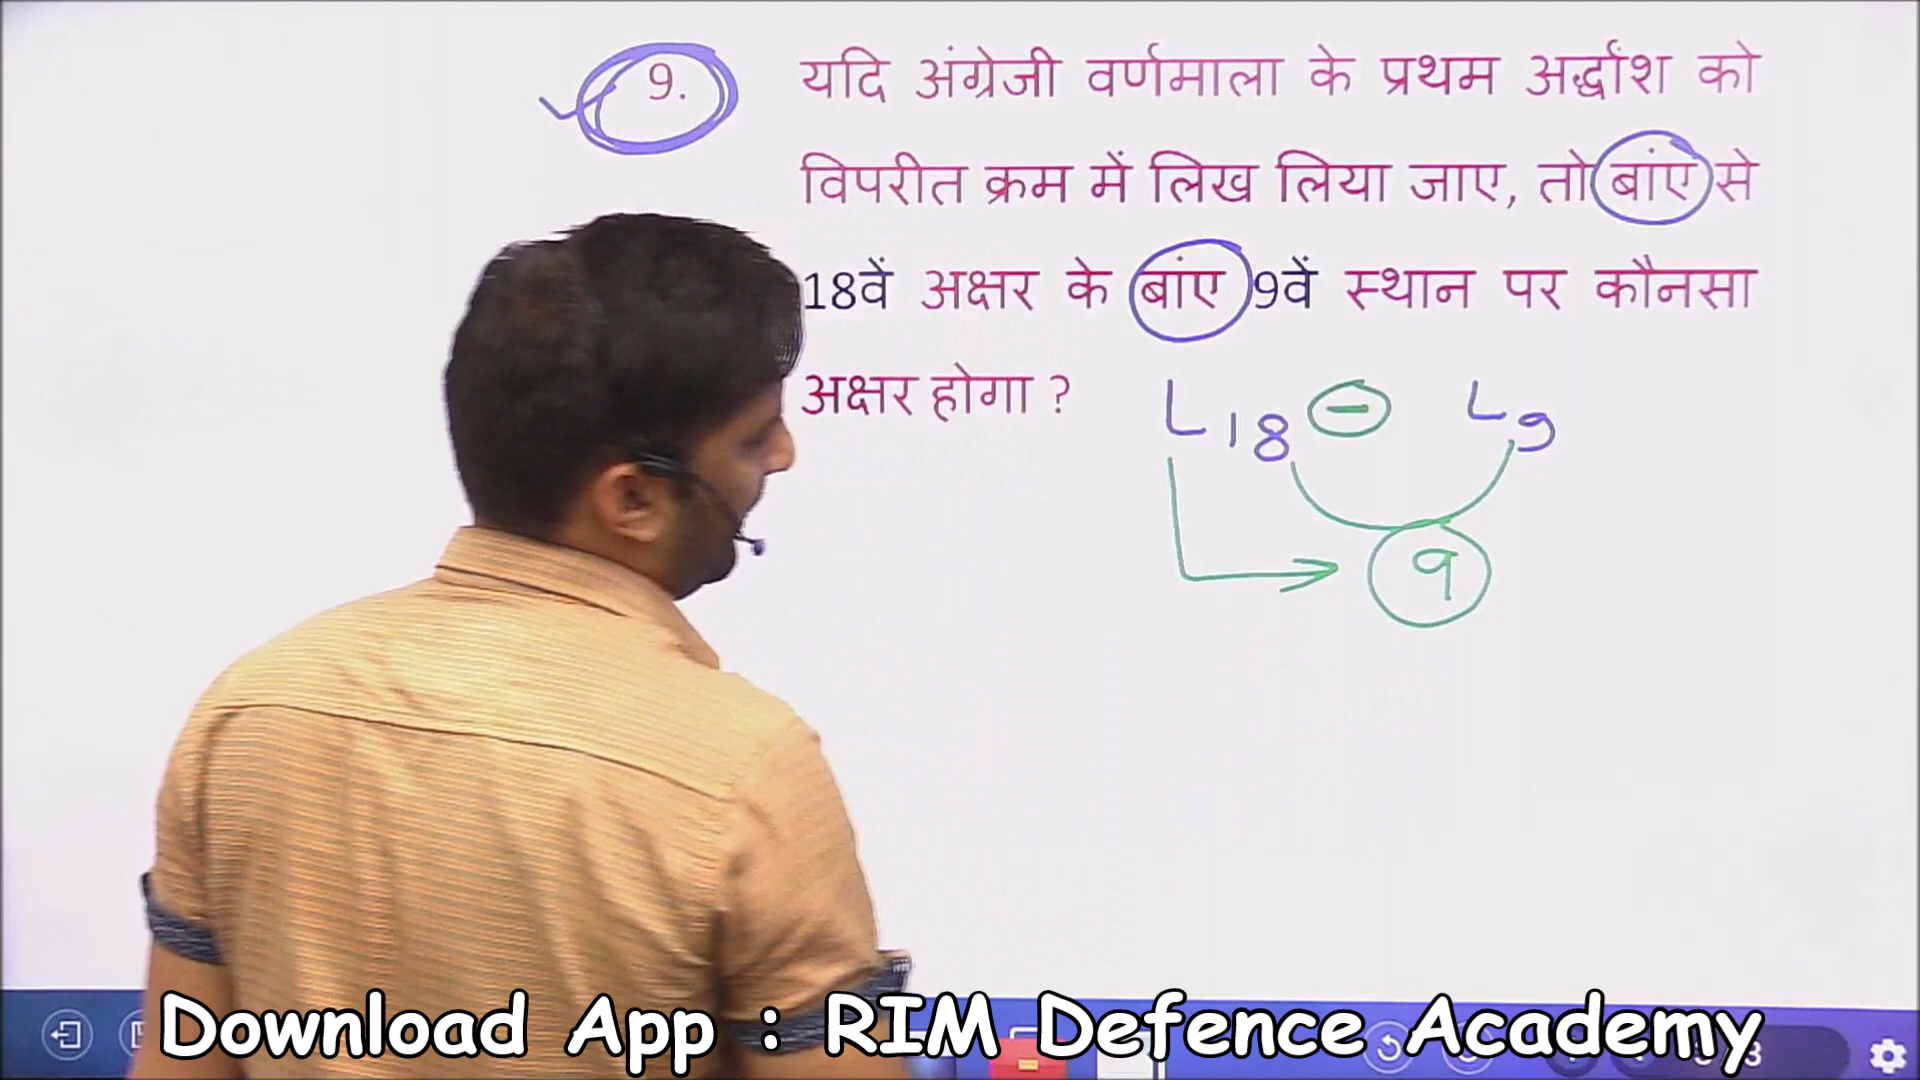 9. यदि अंग्रेजी वर्णमाला के प्रथम अर्द्धांश को
विपरीत क्रम में लिख लिया जाए, तो बांए से
18वें अक्षर के बांए 9वें स्थान पर कौनसा
अक्षर होगा ?
L18 - L9
9
Download App : RIM Defence Academy